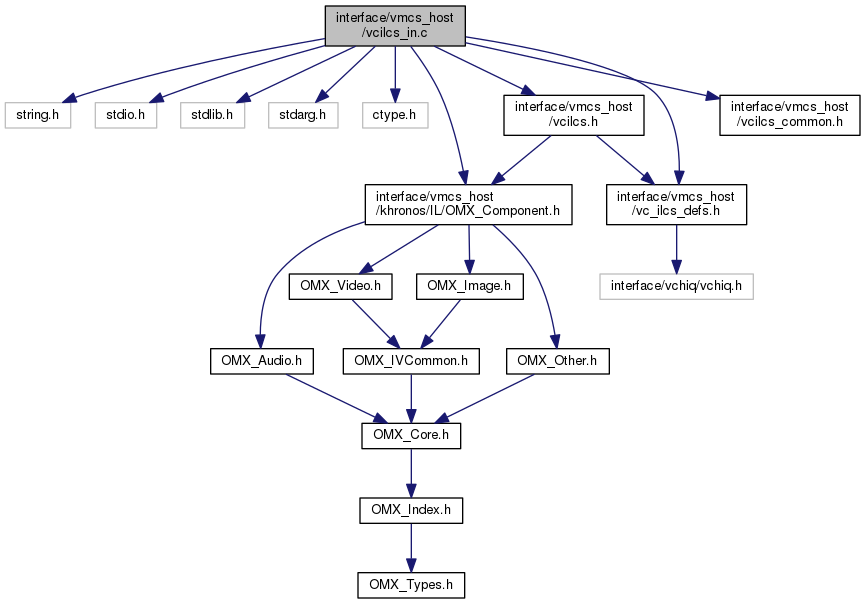 interface/vmcs_host
/vcilcs_in.c
string.h
stdio.h
stdlib.h
stdarg.h
ctype.h
interface/vmcs_host
/vcilcs.h
interface/vmcs_host
/vcilcs_common.h
interface/vmcs_host
/khronos/IL/OMX_Component.h
interface/vmcs_host
/vc_ilcs_defs.h
OMX_Video.h
OMX_Image.h
interface/vchiq/vchiq.h
OMX_Audio.h
OMX_IVCommon.h
OMX_Other.h
OMX_Core.h
OMX_Index.h
OMX_Types.h